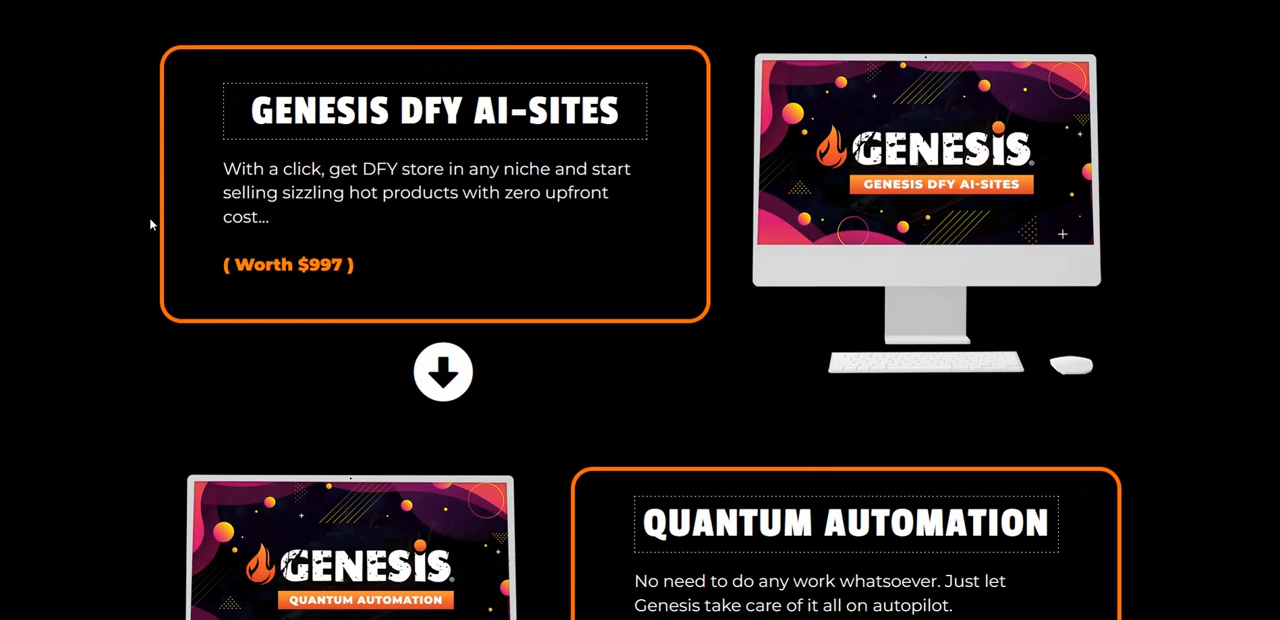 GENESIS DFY AI-SITES
With a click, get DFY store in any niche and start
selling sizzling hot products with zero upfront
cost...
( Worth $997 )
GENESIS
GENESIS DFY AI-SITES
GENESIS
QUANTUM AUTOMATION
QUANTUM AUTOMATION
No need to do any work whatsoever. Just let
Genesis take care of it all on autopilot.